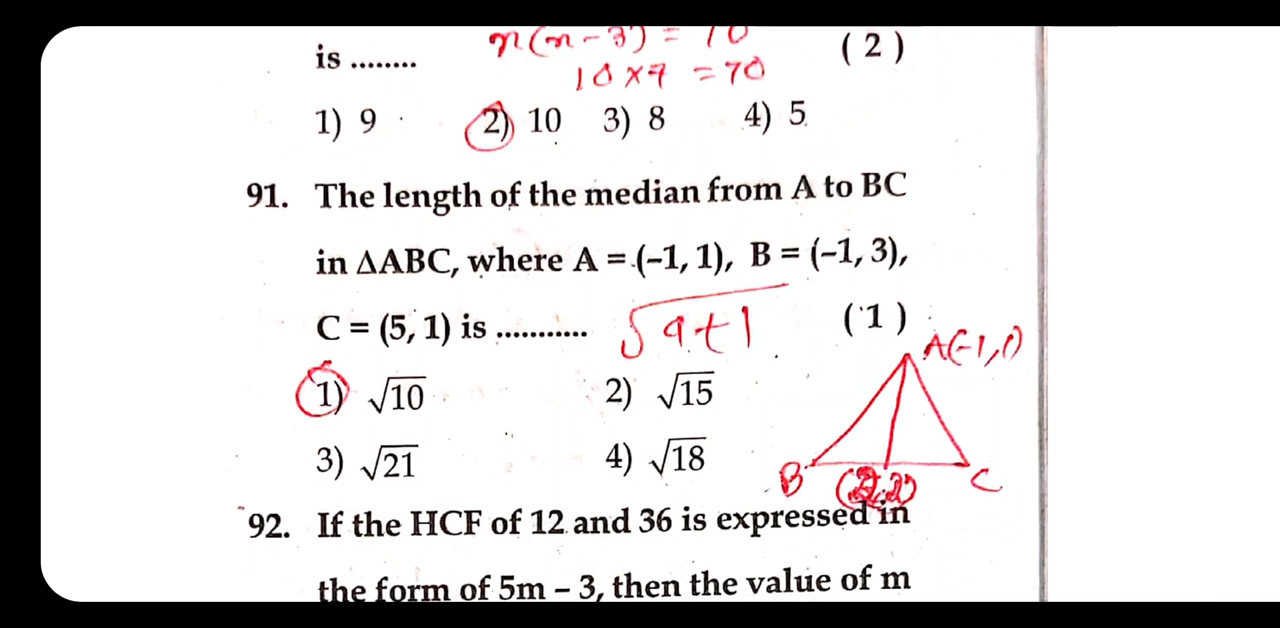 n(n-3) = 70
is ........ ( 2 )
10 × 7 = 70
1) 9 2) 10 3) 8 4) 5
91. The length of the median from A to BC
in ΔABC, where A = (–1, 1), B = (–1, 3),
C = (5, 1) is ........... √9+1 ( 1 )
A(-1,1)
1) √10 2) √15
3) √21 4) √18
B (2,2) C
92. If the HCF of 12 and 36 is expressed in
the form of 5m – 3, then the value of m